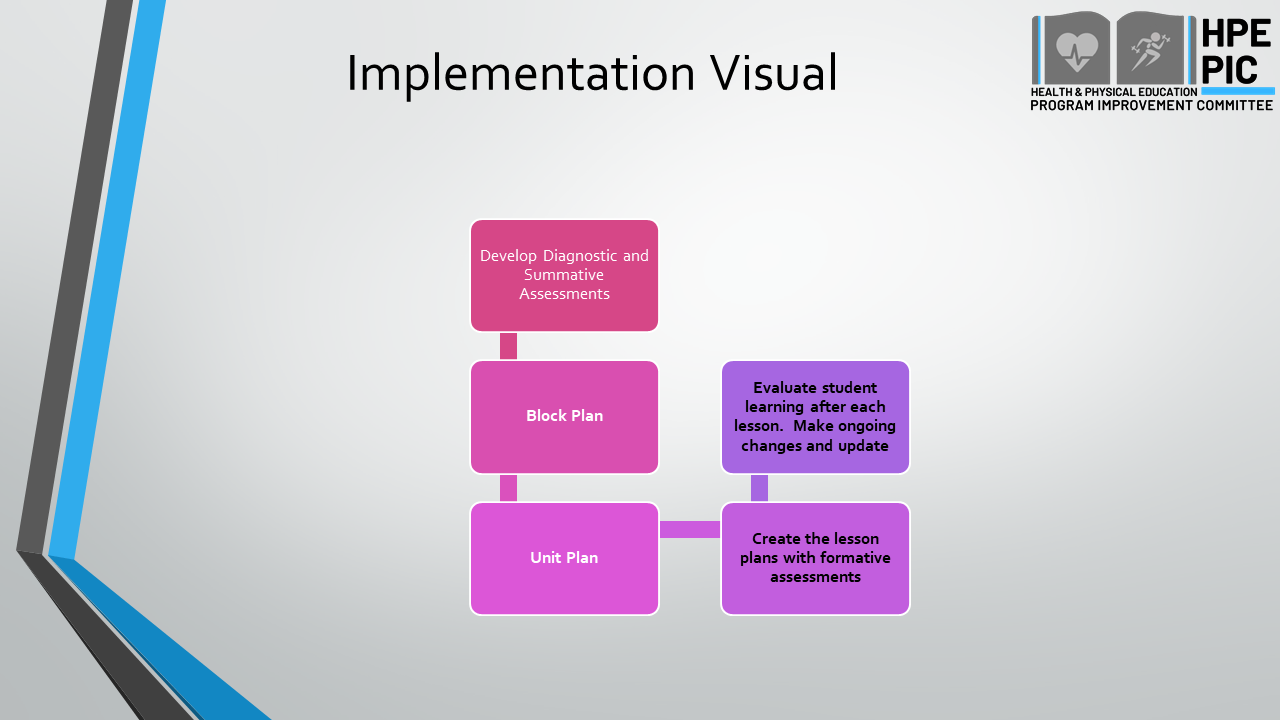 Implementation Visual
HPE
PIC
HEALTH & PHYSICAL EDUCATION
PROGRAM IMPROVEMENT COMMITTEE
Develop Diagnostic and
Summative
Assessments
Block Plan
Unit Plan
Create the lesson
plans with formative
assessments
Evaluate student
learning after each
lesson.  Make ongoing
changes and update